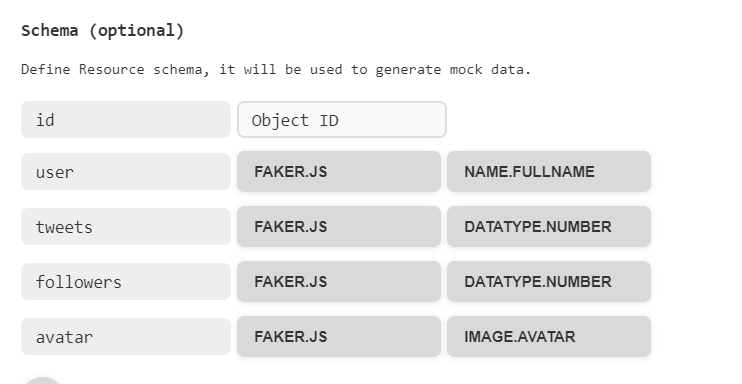 Schema (optional)
Define Resource schema, it will be used to generate mock data.
id Object ID
user FAKER.JS NAME.FULLNAME
tweets FAKER.JS DATATYPE.NUMBER
followers FAKER.JS DATATYPE.NUMBER
avatar FAKER.JS IMAGE.AVATAR